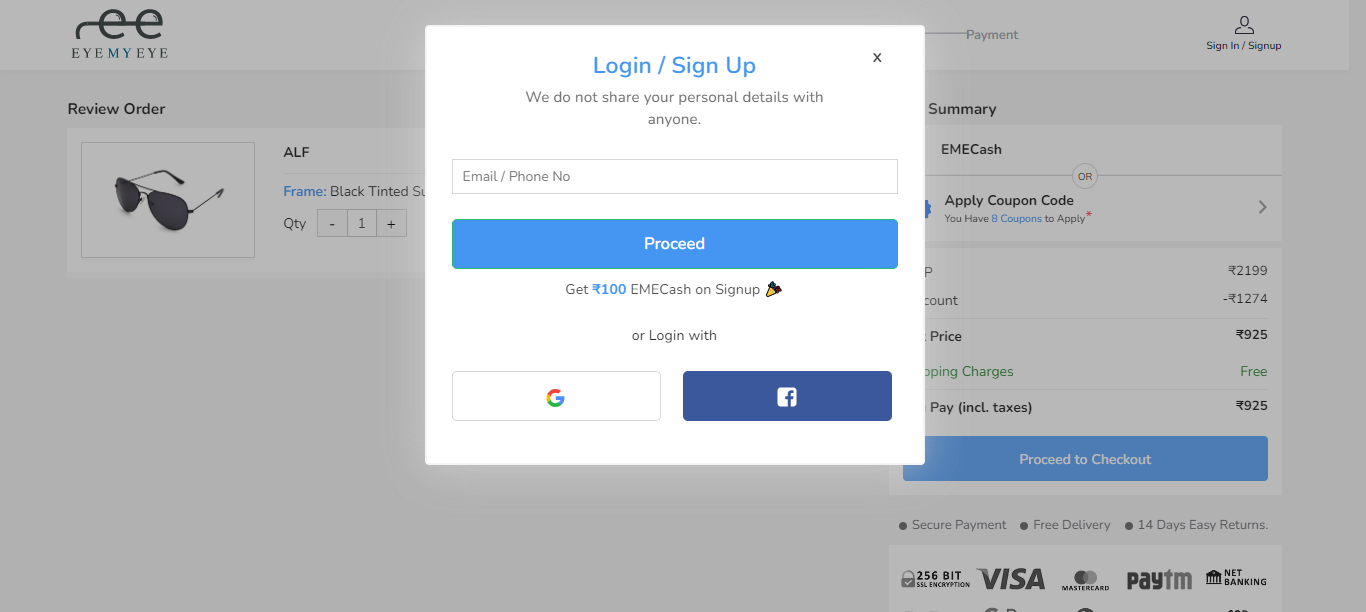 EYEMYEYE
Payment
Sign In / Signup
Login / Sign Up
x
We do not share your personal details with
anyone.
Email / Phone No
Proceed
Get ₹100 EMECash on Signup
or Login with
Review Order
ALF
Frame: Black Tinted Su
Qty - 1 +
Summary
EMECash
OR
Apply Coupon Code
You Have 8 Coupons to Apply*
P ₹2199
count -₹1274
Price ₹925
pping Charges Free
Pay (incl. taxes) ₹925
Proceed to Checkout
Secure Payment
Free Delivery
14 Days Easy Returns.
256 BIT
SSL ENCRYPTION
VISA
MASTERCARD
paytm
NET
BANKING